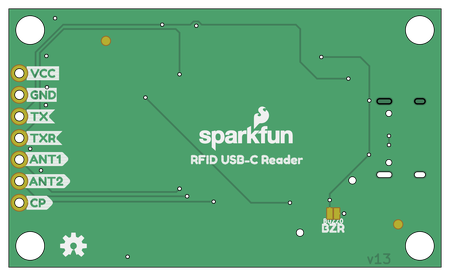 VCC
GND
TX
TXR
ANT1
ANT2
CP
sparkfun
RFID USB-C Reader
BZR
v13